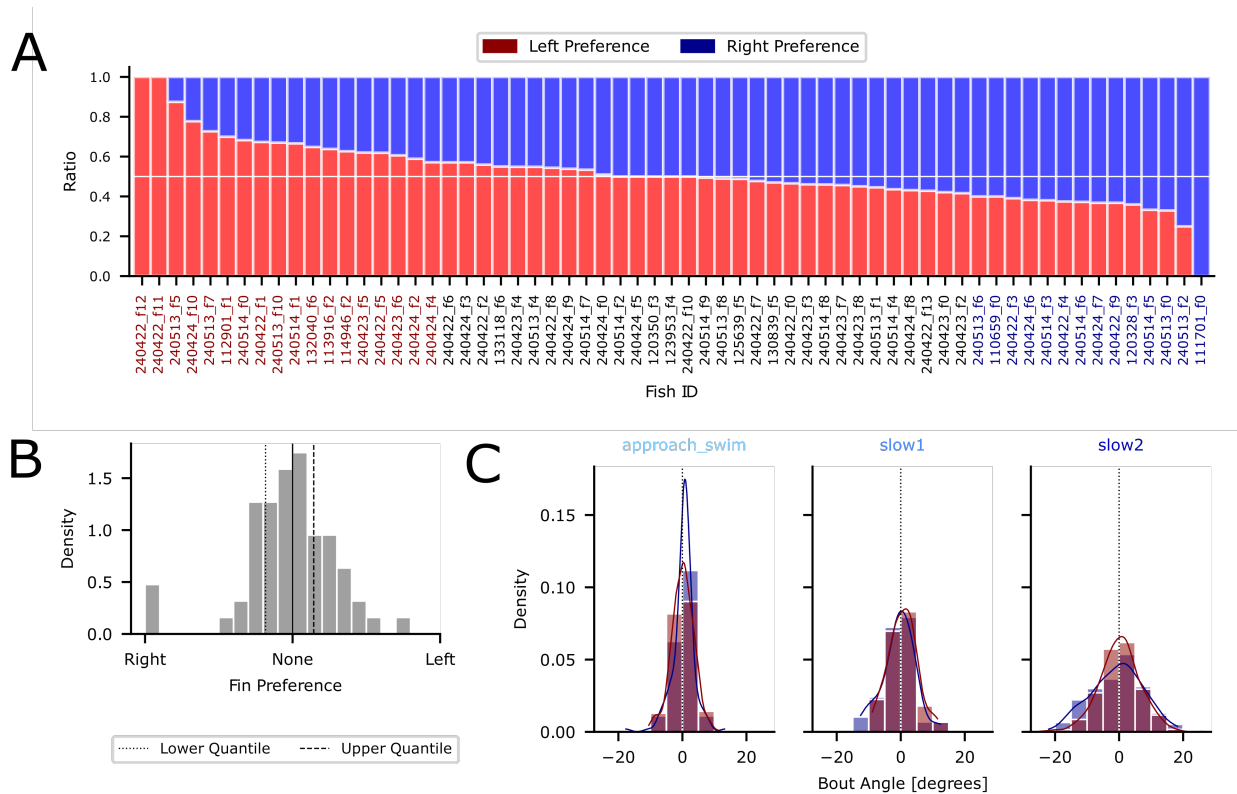 A
Left Preference
Right Preference
1.0
0.8
0.6
0.4
0.2
0.0
Ratio
240422_f12
240422_f11
240513_f5
240424_f10
240513_f7
112901_f1
240514_f0
240422_f1
240513_f10
240514_f1
132040_f6
113916_f2
114946_f2
240423_f5
240422_f5
240423_f6
240424_f2
240424_f4
240422_f6
240424_f3
240422_f2
133118_f6
240423_f4
240514_f4
240422_f8
240424_f9
240514_f7
240424_f0
240514_f2
240424_f5
120350_f3
123953_f4
240422_f10
240514_f9
240513_f8
125639_f5
240422_f7
130839_f5
240422_f0
240423_f3
240514_f8
240423_f7
240423_f8
240513_f1
240513_f4
240424_f8
240422_f13
240423_f0
240423_f2
240513_f6
110659_f0
240422_f3
240424_f6
240514_f3
240422_f4
240424_f7
240422_f9
120328_f3
240514_f5
240513_f0
240513_f2
111701_f0
Fish ID
B
1.5
1.0
0.5
0.0
Density
Right
None
Left
Fin Preference
Lower Quantile
Upper Quantile
C
approach_swim
slow1
slow2
0.15
0.10
0.05
0.00
Density
−20
0
20
−20
0
20
−20
0
20
Bout Angle [degrees]